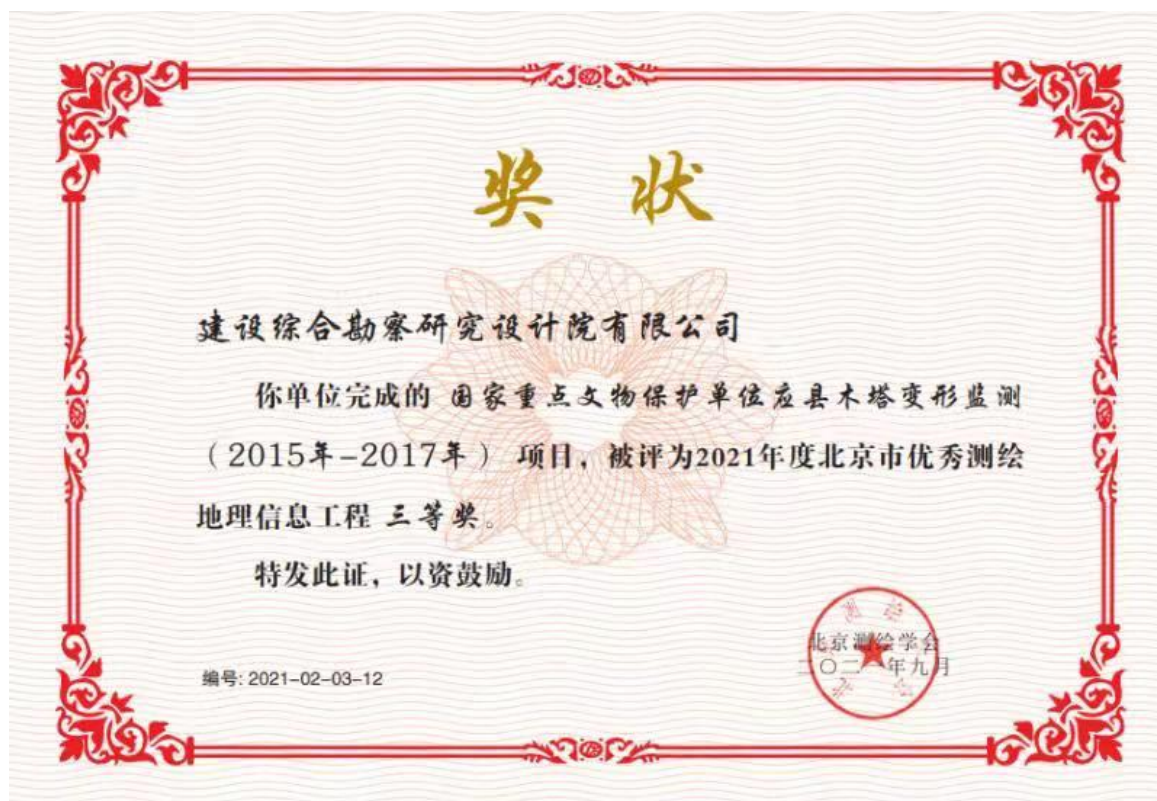 奖 状
建设综合勘察研究设计院有限公司
你单位完成的 国家重点文物保护单位应县木塔变形监测
（2015年-2017年） 项目，被评为2021年度北京市优秀测绘
地理信息工程 三等奖。
特发此证，以资鼓励。
北京测绘学会
二〇二一年九月
编号: 2021-02-03-12